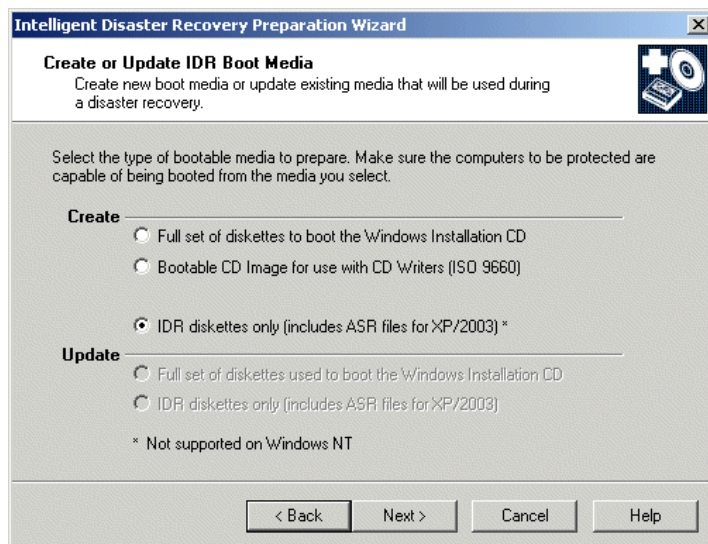 Intelligent Disaster Recovery Preparation Wizard
Create or Update IDR Boot Media
Create new boot media or update existing media that will be used during
a disaster recovery.
Select the type of bootable media to prepare. Make sure the computers to be protected are
capable of being booted from the media you select.
Create
Full set of diskettes to boot the Windows Installation CD
Bootable CD Image for use with CD Writers (ISO 9660)
IDR diskettes only (includes ASR files for XP/2003) *
Update
Full set of diskettes used to boot the Windows Installation CD
IDR diskettes only (includes ASR files for XP/2003)
* Not supported on Windows NT
< Back
Next >
Cancel
Help